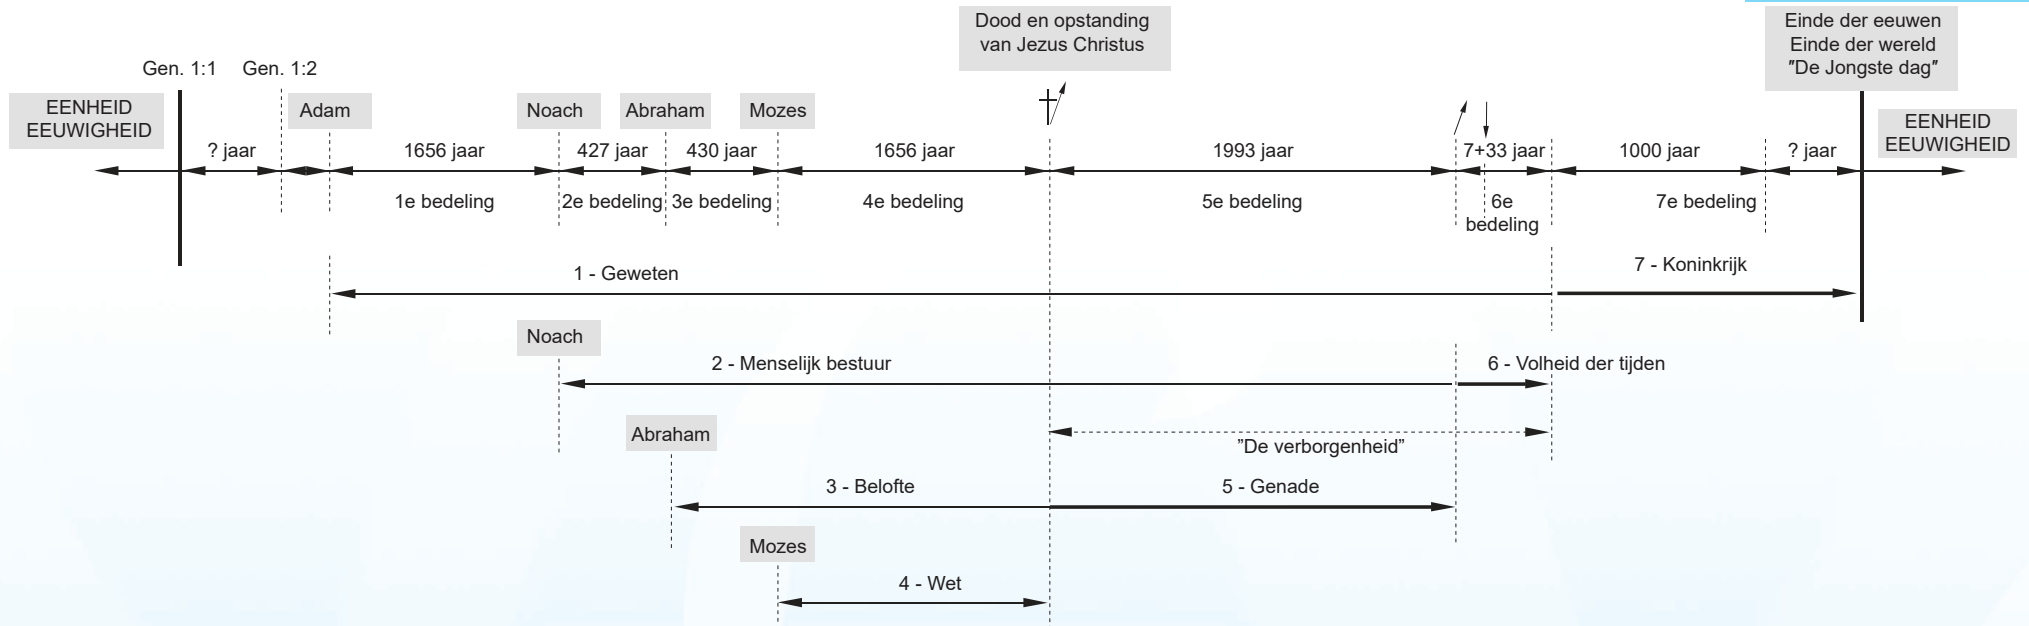 Dood en opstanding
van Jezus Christus
Einde der eeuwen
Einde der wereld
"De Jongste dag"
Gen. 1:1
Gen. 1:2
EENHEID
EEUWIGHEID
Adam
Noach
Abraham
Mozes
EENHEID
EEUWIGHEID
? jaar
1656 jaar
427 jaar
430 jaar
1656 jaar
1993 jaar
7+33 jaar
1000 jaar
? jaar
1e bedeling
2e bedeling
3e bedeling
4e bedeling
5e bedeling
6e
bedeling
7e bedeling
1 - Geweten
7 - Koninkrijk
Noach
2 - Menselijk bestuur
6 - Volheid der tijden
Abraham
”De verborgenheid”
3 - Belofte
5 - Genade
Mozes
4 - Wet